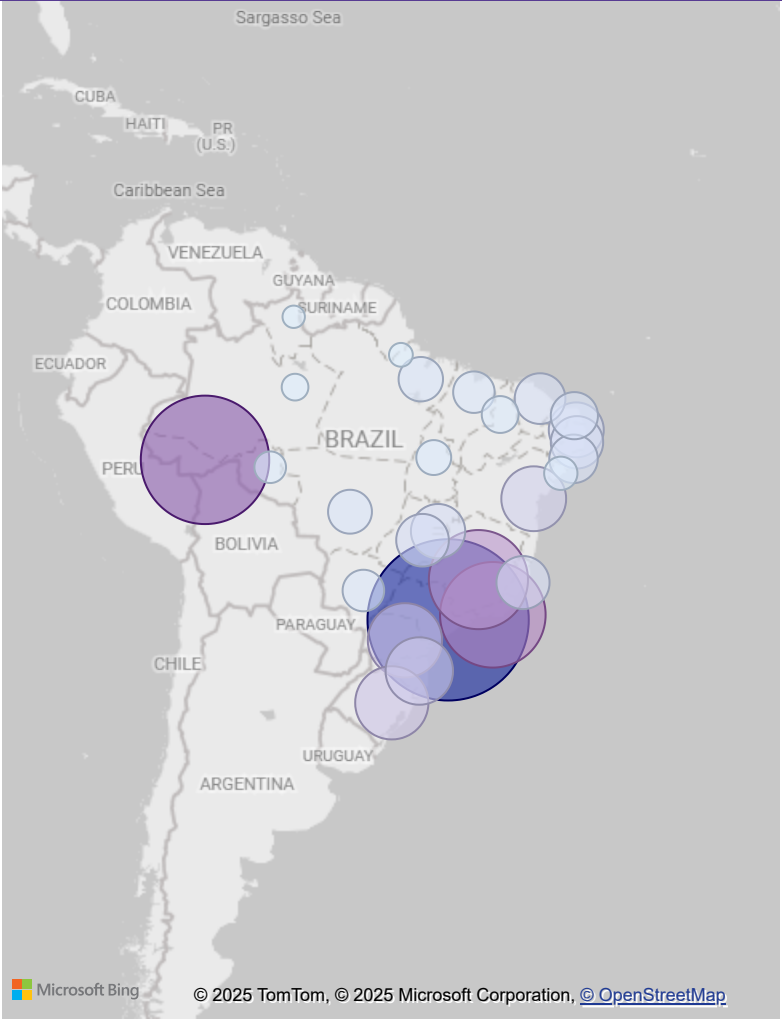 Sargasso Sea
CUBA
HAITI
PR
(U.S.)
Caribbean Sea
VENEZUELA
GUYANA
COLOMBIA
SURINAME
ECUADOR
BRAZIL
PERU
BOLIVIA
PARAGUAY
CHILE
URUGUAY
ARGENTINA
Microsoft Bing
© 2025 TomTom, © 2025 Microsoft Corporation, © OpenStreetMap